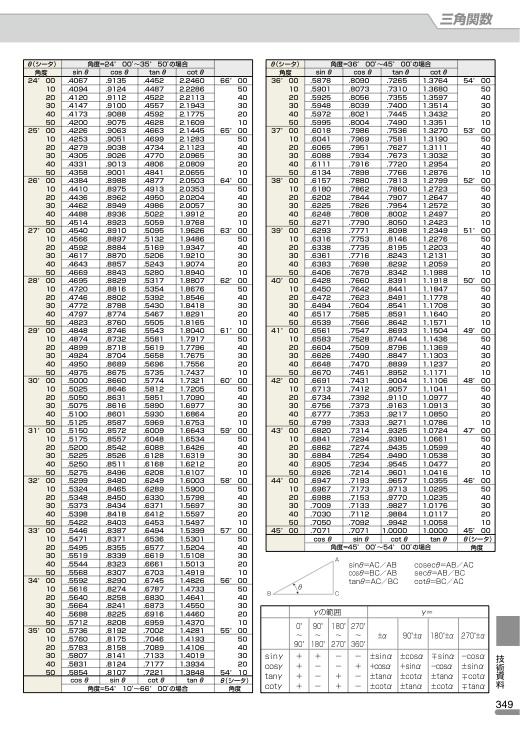 三角関数
θ(シータ) 角度=24°00'〜35°50'の場合
角度 sin θ cos θ tan θ cot θ
24°00 .4067 .9135 .4452 2.2460 66°00
10 .4094 .9124 .4487 2.2286 50
20 .4120 .9112 .4522 2.2113 40
30 .4147 .9100 .4557 2.1943 30
40 .4173 .9088 .4592 2.1775 20
50 .4200 .9075 .4628 2.1609 10
25°00 .4226 .9063 .4663 2.1445 65°00
10 .4253 .9051 .4699 2.1283 50
20 .4279 .9038 .4734 2.1123 40
30 .4305 .9026 .4770 2.0965 30
40 .4331 .9013 .4806 2.0809 20
50 .4358 .9001 .4841 2.0655 10
26°00 .4384 .8988 .4877 2.0503 64°00
10 .4410 .8975 .4913 2.0353 50
20 .4436 .8962 .4950 2.0204 40
30 .4462 .8949 .4986 2.0057 30
40 .4488 .8936 .5022 1.9912 20
50 .4514 .8923 .5059 1.9768 10
27°00 .4540 .8910 .5095 1.9626 63°00
10 .4566 .8897 .5132 1.9486 50
20 .4592 .8884 .5169 1.9347 40
30 .4617 .8870 .5206 1.9210 30
40 .4643 .8857 .5243 1.9074 20
50 .4669 .8843 .5280 1.8940 10
28°00 .4695 .8829 .5317 1.8807 62°00
10 .4720 .8816 .5354 1.8676 50
20 .4746 .8802 .5392 1.8546 40
30 .4772 .8788 .5430 1.8418 30
40 .4797 .8774 .5467 1.8291 20
50 .4823 .8760 .5505 1.8165 10
29°00 .4848 .8746 .5543 1.8040 61°00
10 .4874 .8732 .5581 1.7917 50
20 .4899 .8718 .5619 1.7796 40
30 .4924 .8704 .5658 1.7675 30
40 .4950 .8689 .5696 1.7556 20
50 .4975 .8675 .5735 1.7437 10
30°00 .5000 .8660 .5774 1.7321 60°00
10 .5025 .8646 .5812 1.7205 50
20 .5050 .8631 .5851 1.7090 40
30 .5075 .8616 .5890 1.6977 30
40 .5100 .8601 .5930 1.6864 20
50 .5125 .8587 .5969 1.6753 10
31°00 .5150 .8572 .6009 1.6643 59°00
10 .5175 .8557 .6048 1.6534 50
20 .5200 .8542 .6088 1.6426 40
30 .5225 .8526 .6128 1.6319 30
40 .5250 .8511 .6168 1.6212 20
50 .5275 .8496 .6208 1.6107 10
32°00 .5299 .8480 .6249 1.6003 58°00
10 .5324 .8465 .6289 1.5900 50
20 .5348 .8450 .6330 1.5798 40
30 .5373 .8434 .6371 1.5697 30
40 .5398 .8418 .6412 1.5597 20
50 .5422 .8403 .6453 1.5497 10
33°00 .5446 .8387 .6494 1.5399 57°00
10 .5471 .8371 .6536 1.5301 50
20 .5495 .8355 .6577 1.5204 40
30 .5519 .8339 .6619 1.5108 30
40 .5544 .8323 .6661 1.5013 20
50 .5568 .8307 .6703 1.4919 10
34°00 .5592 .8290 .6745 1.4826 56°00
10 .5616 .8274 .6787 1.4733 50
20 .5640 .8258 .6830 1.4641 40
30 .5664 .8241 .6873 1.4550 30
40 .5688 .8225 .6916 1.4460 20
50 .5712 .8208 .6959 1.4370 10
35°00 .5736 .8192 .7002 1.4281 55°00
10 .5760 .8175 .7046 1.4193 50
20 .5783 .8158 .7089 1.4106 40
30 .5807 .8141 .7133 1.4019 30
40 .5831 .8124 .7177 1.3934 20
50 .5854 .8107 .7221 1.3848 54°10
cos θ sin θ cot θ tan θ θ(シータ)
角度=54°10'〜66°00'の場合 角度
θ(シータ) 角度=36°00'〜45°00'の場合
角度 sin θ cos θ tan θ cot θ
36°00 .5878 .8090 .7265 1.3764 54°00
10 .5901 .8073 .7310 1.3680 50
20 .5925 .8056 .7355 1.3597 40
30 .5948 .8039 .7400 1.3514 30
40 .5972 .8021 .7445 1.3432 20
50 .5995 .8004 .7490 1.3351 10
37°00 .6018 .7986 .7536 1.3270 53°00
10 .6041 .7969 .7581 1.3190 50
20 .6065 .7951 .7627 1.3111 40
30 .6088 .7934 .7673 1.3032 30
40 .6111 .7916 .7720 1.2954 20
50 .6134 .7898 .7766 1.2876 10
38°00 .6157 .7880 .7813 1.2799 52°00
10 .6180 .7862 .7860 1.2723 50
20 .6202 .7844 .7907 1.2647 40
30 .6225 .7826 .7954 1.2572 30
40 .6248 .7808 .8002 1.2497 20
50 .6271 .7790 .8050 1.2423 10
39°00 .6293 .7771 .8098 1.2349 51°00
10 .6316 .7753 .8146 1.2276 50
20 .6338 .7735 .8195 1.2203 40
30 .6361 .7716 .8243 1.2131 30
40 .6383 .7698 .8292 1.2059 20
50 .6406 .7679 .8342 1.1988 10
40°00 .6428 .7660 .8391 1.1918 50°00
10 .6450 .7642 .8441 1.1847 50
20 .6472 .7623 .8491 1.1778 40
30 .6494 .7604 .8541 1.1708 30
40 .6517 .7585 .8591 1.1640 20
50 .6539 .7566 .8642 1.1571 10
41°00 .6561 .7547 .8693 1.1504 49°00
10 .6583 .7528 .8744 1.1436 50
20 .6604 .7509 .8796 1.1369 40
30 .6626 .7490 .8847 1.1303 30
40 .6648 .7470 .8899 1.1237 20
50 .6670 .7451 .8952 1.1171 10
42°00 .6691 .7431 .9004 1.1106 48°00
10 .6713 .7412 .9057 1.1041 50
20 .6734 .7392 .9110 1.0977 40
30 .6756 .7373 .9163 1.0913 30
40 .6777 .7353 .9217 1.0850 20
50 .6799 .7333 .9271 1.0786 10
43°00 .6820 .7314 .9325 1.0724 47°00
10 .6841 .7294 .9380 1.0661 50
20 .6862 .7274 .9435 1.0599 40
30 .6884 .7254 .9490 1.0538 30
40 .6905 .7234 .9545 1.0477 20
50 .6926 .7214 .9601 1.0416 10
44°00 .6947 .7193 .9657 1.0355 46°00
10 .6967 .7173 .9713 1.0295 50
20 .6988 .7153 .9770 1.0235 40
30 .7009 .7133 .9827 1.0176 30
40 .7030 .7112 .9884 1.0117 20
50 .7050 .7092 .9942 1.0058 10
45°00 .7071 .7071 1.0000 1.0000 45°00
cos θ sin θ cot θ tan θ θ(シータ)
角度=45°00'〜54°00'の場合 角度
A
B
C
θ
sinθ=AC/AB cosecθ=AB/AC
cosθ=BC/AB secθ=AB/BC
tanθ=AC/BC cotθ=BC/AC
γの範囲 γ=
0°〜90° 90°〜180° 180°〜270° 270°〜360° ±α 90°±α 180°±α 270°±α
sinγ + + − − ±sinα ±cosα ∓sinα −cosα
cosγ + − − + +cosα ∓sinα −cosα ±sinα
tanγ + − + − ±tanα ∓cotα ±tanα ∓cotα
cotγ + − + − ±cotα ∓tanα ±cotα ∓tanα
技術資料
349